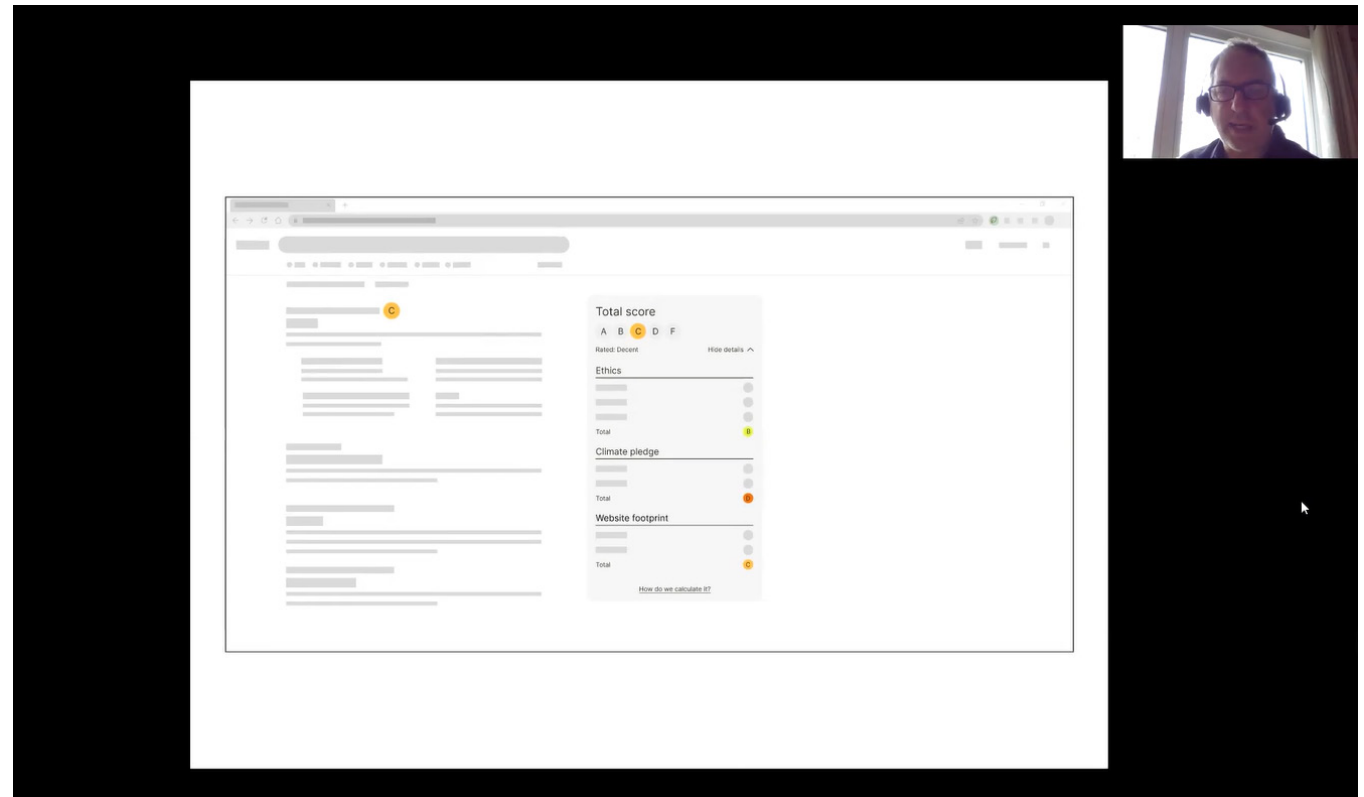 C
Total score
A B C D F
Rated: Decent Hide details
Ethics
Total B
Climate pledge
Total D
Website footprint
Total C
How do we calculate it?